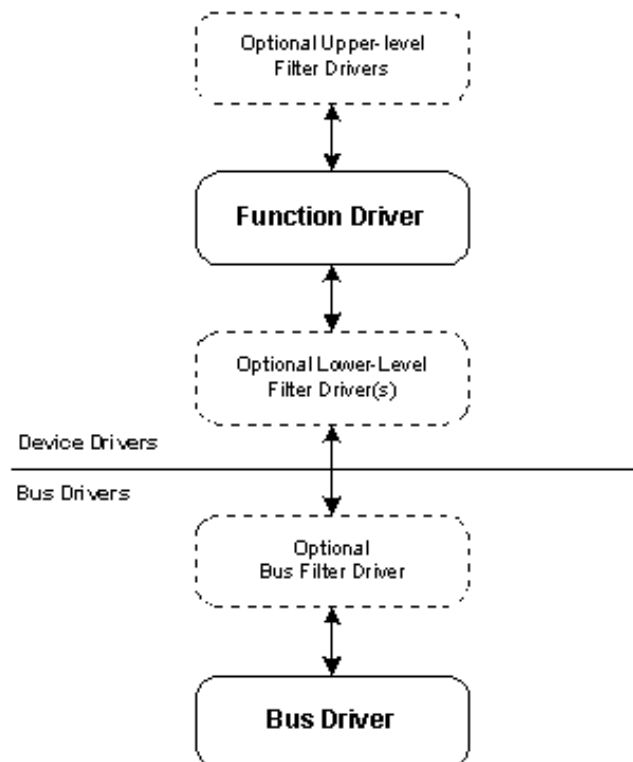 Optional Upper-level
Filter Drivers
Function Driver
Optional Lower-Level
Filter Driver(s)
Device Drivers
Bus Drivers
Optional
Bus Filter Driver
Bus Driver